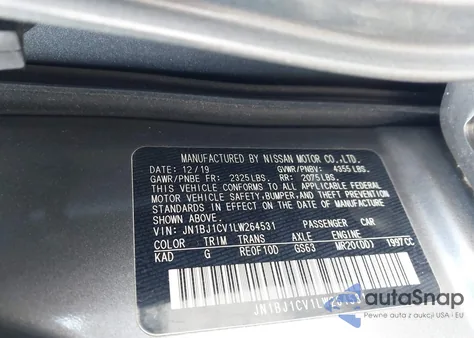 MANUFACTURED BY NISSAN MOTOR CO.,LTD.
DATE: 12/19 GVWR/PNBV: 4355 LBS.
GAWR/PNBE FR: 2325 LBS. RR: 2075 LBS.
THIS VEHICLE CONFORMS TO ALL APPLICABLE FEDERAL
MOTOR VEHICLE SAFETY, BUMPER, AND THEFT PREVENTION
STANDARDS IN EFFECT ON THE DATE OF MANUFACTURE
SHOWN ABOVE.
VIN: JN1BJ1CV1LW264531 PASSENGER CAR
COLOR TRIM TRANS AXLE ENGINE
KAD G RE0F10D GS53 MR20(DD) 1997CC
JN1BJ1CV1LW264531
autoSnap
Pewne auta z aukcji w USA i EU